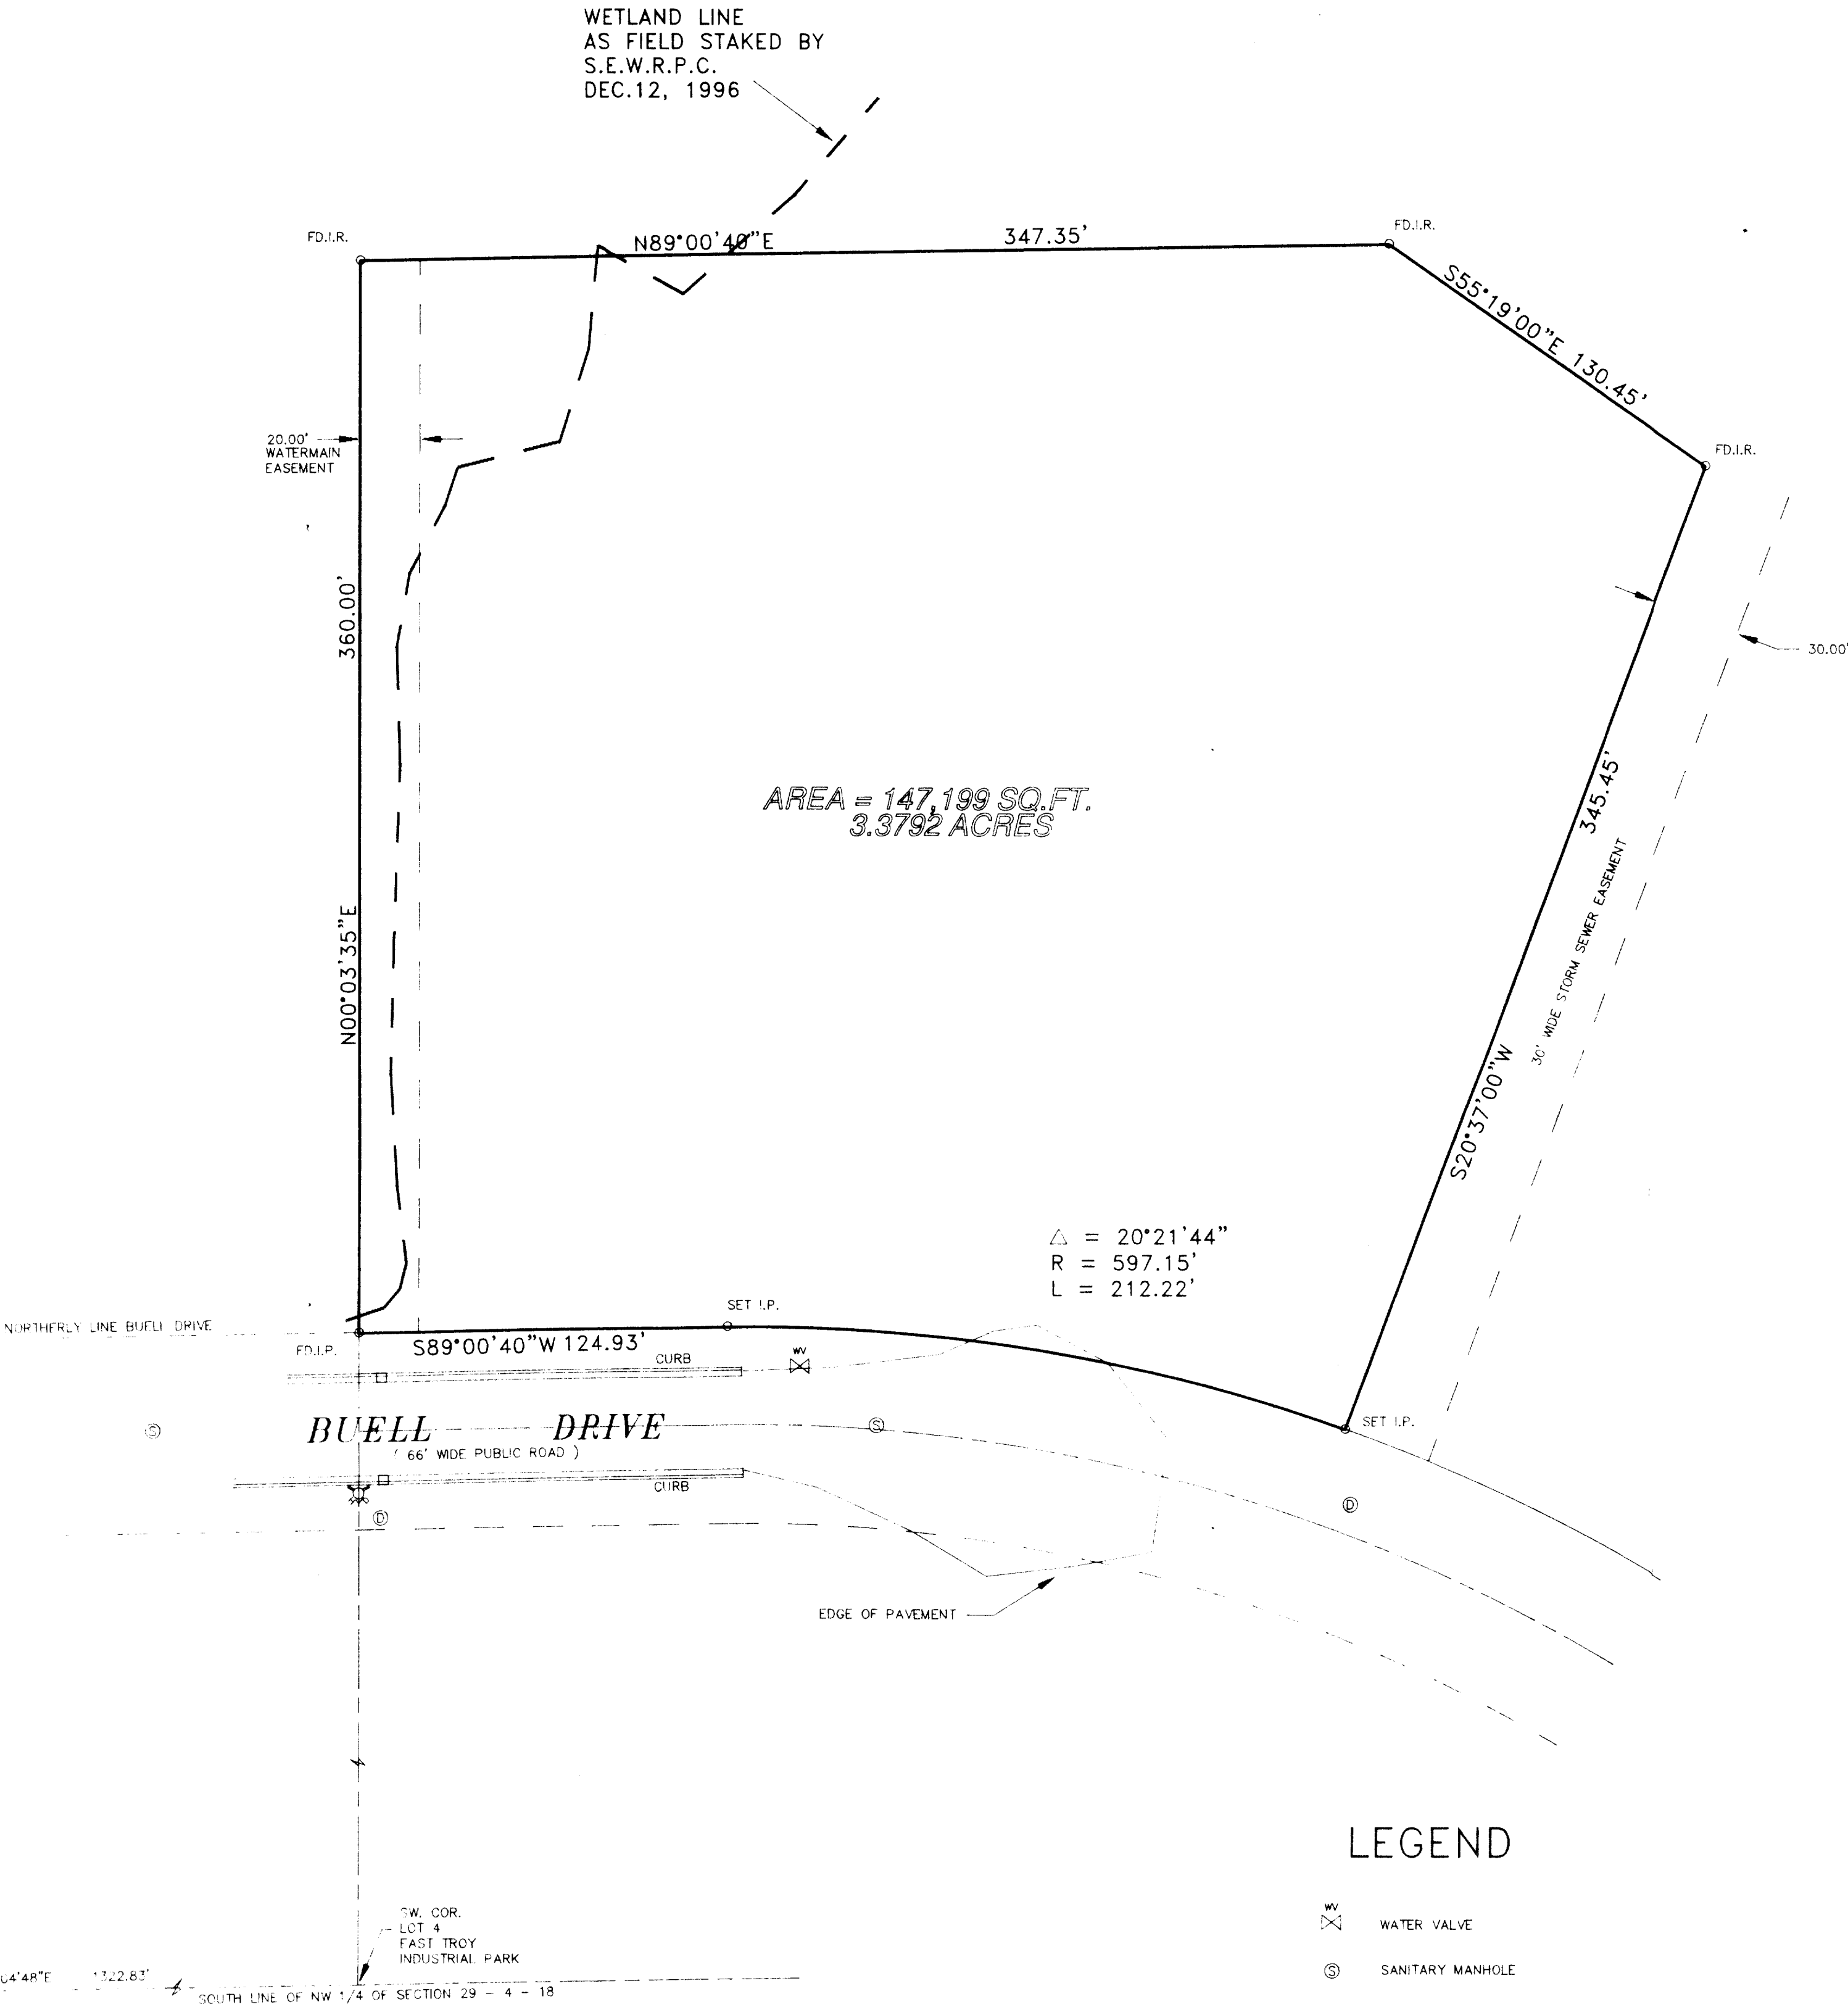 WETLAND LINE
AS FIELD STAKED BY
S.E.W.R.P.C.
DEC.12, 1996
FD.I.R.
N89°00'40"E
347.35'
FD.I.R.
S55°19'00"E 130.45'
FD.I.R.
20.00'
WATERMAIN
EASEMENT
360.00'
N00°03'35"E
30.00'
345.45'
30' WIDE STORM SEWER EASEMENT
S20°37'00"W
AREA = 147,199 SQ.FT.
3.3792 ACRES
△ = 20°21'44"
R = 597.15'
L = 212.22'
SET I.P.
NORTHERLY LINE BUELL DRIVE
FD.I.P.
S89°00'40"W 124.93'
CURB
WV
SET I.P.
S
BUELL DRIVE
S
( 66' WIDE PUBLIC ROAD )
CURB
D
D
EDGE OF PAVEMENT
LEGEND
WV
WATER VALVE
S SANITARY MANHOLE
SW. COR.
LOT 4
EAST TROY
INDUSTRIAL PARK
04'48"E 1322.83'
SOUTH LINE OF NW 1/4 OF SECTION 29 - 4 - 18